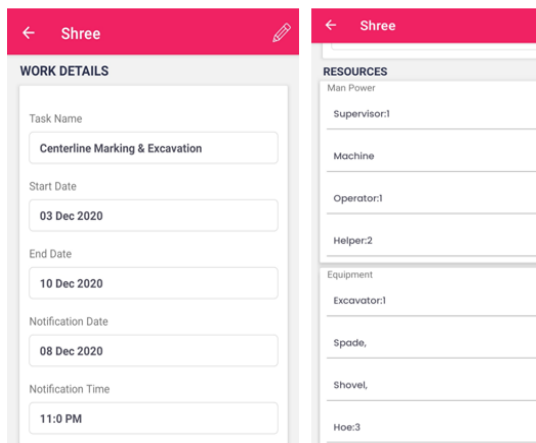 Shree
WORK DETAILS
Task Name
Centerline Marking & Excavation
Start Date
03 Dec 2020
End Date
10 Dec 2020
Notification Date
08 Dec 2020
Notification Time
11:0 PM
Shree
RESOURCES
Man Power
Supervisor:1
Machine
Operator:1
Helper:2
Equipment
Excavator:1
Spade,
Shovel,
Hoe:3